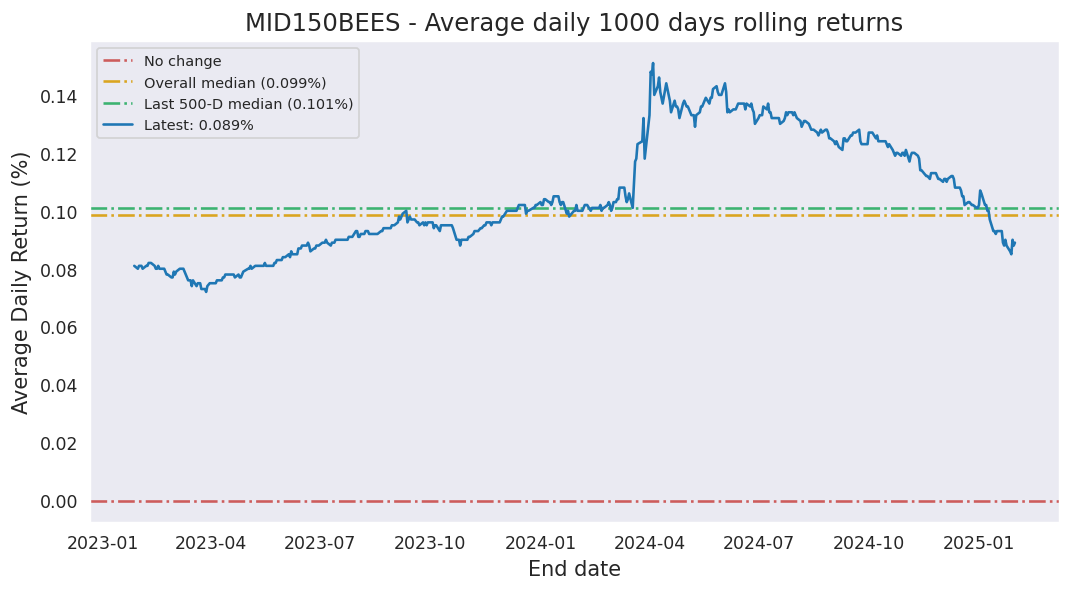 MID150BEES - Average daily 1000 days rolling returns
No change
Overall median (0.099%)
Last 500-D median (0.101%)
Latest: 0.089%
Average Daily Return (%)
0.14
0.12
0.10
0.08
0.06
0.04
0.02
0.00
2023-01 2023-04 2023-07 2023-10 2024-01 2024-04 2024-07 2024-10 2025-01
End date